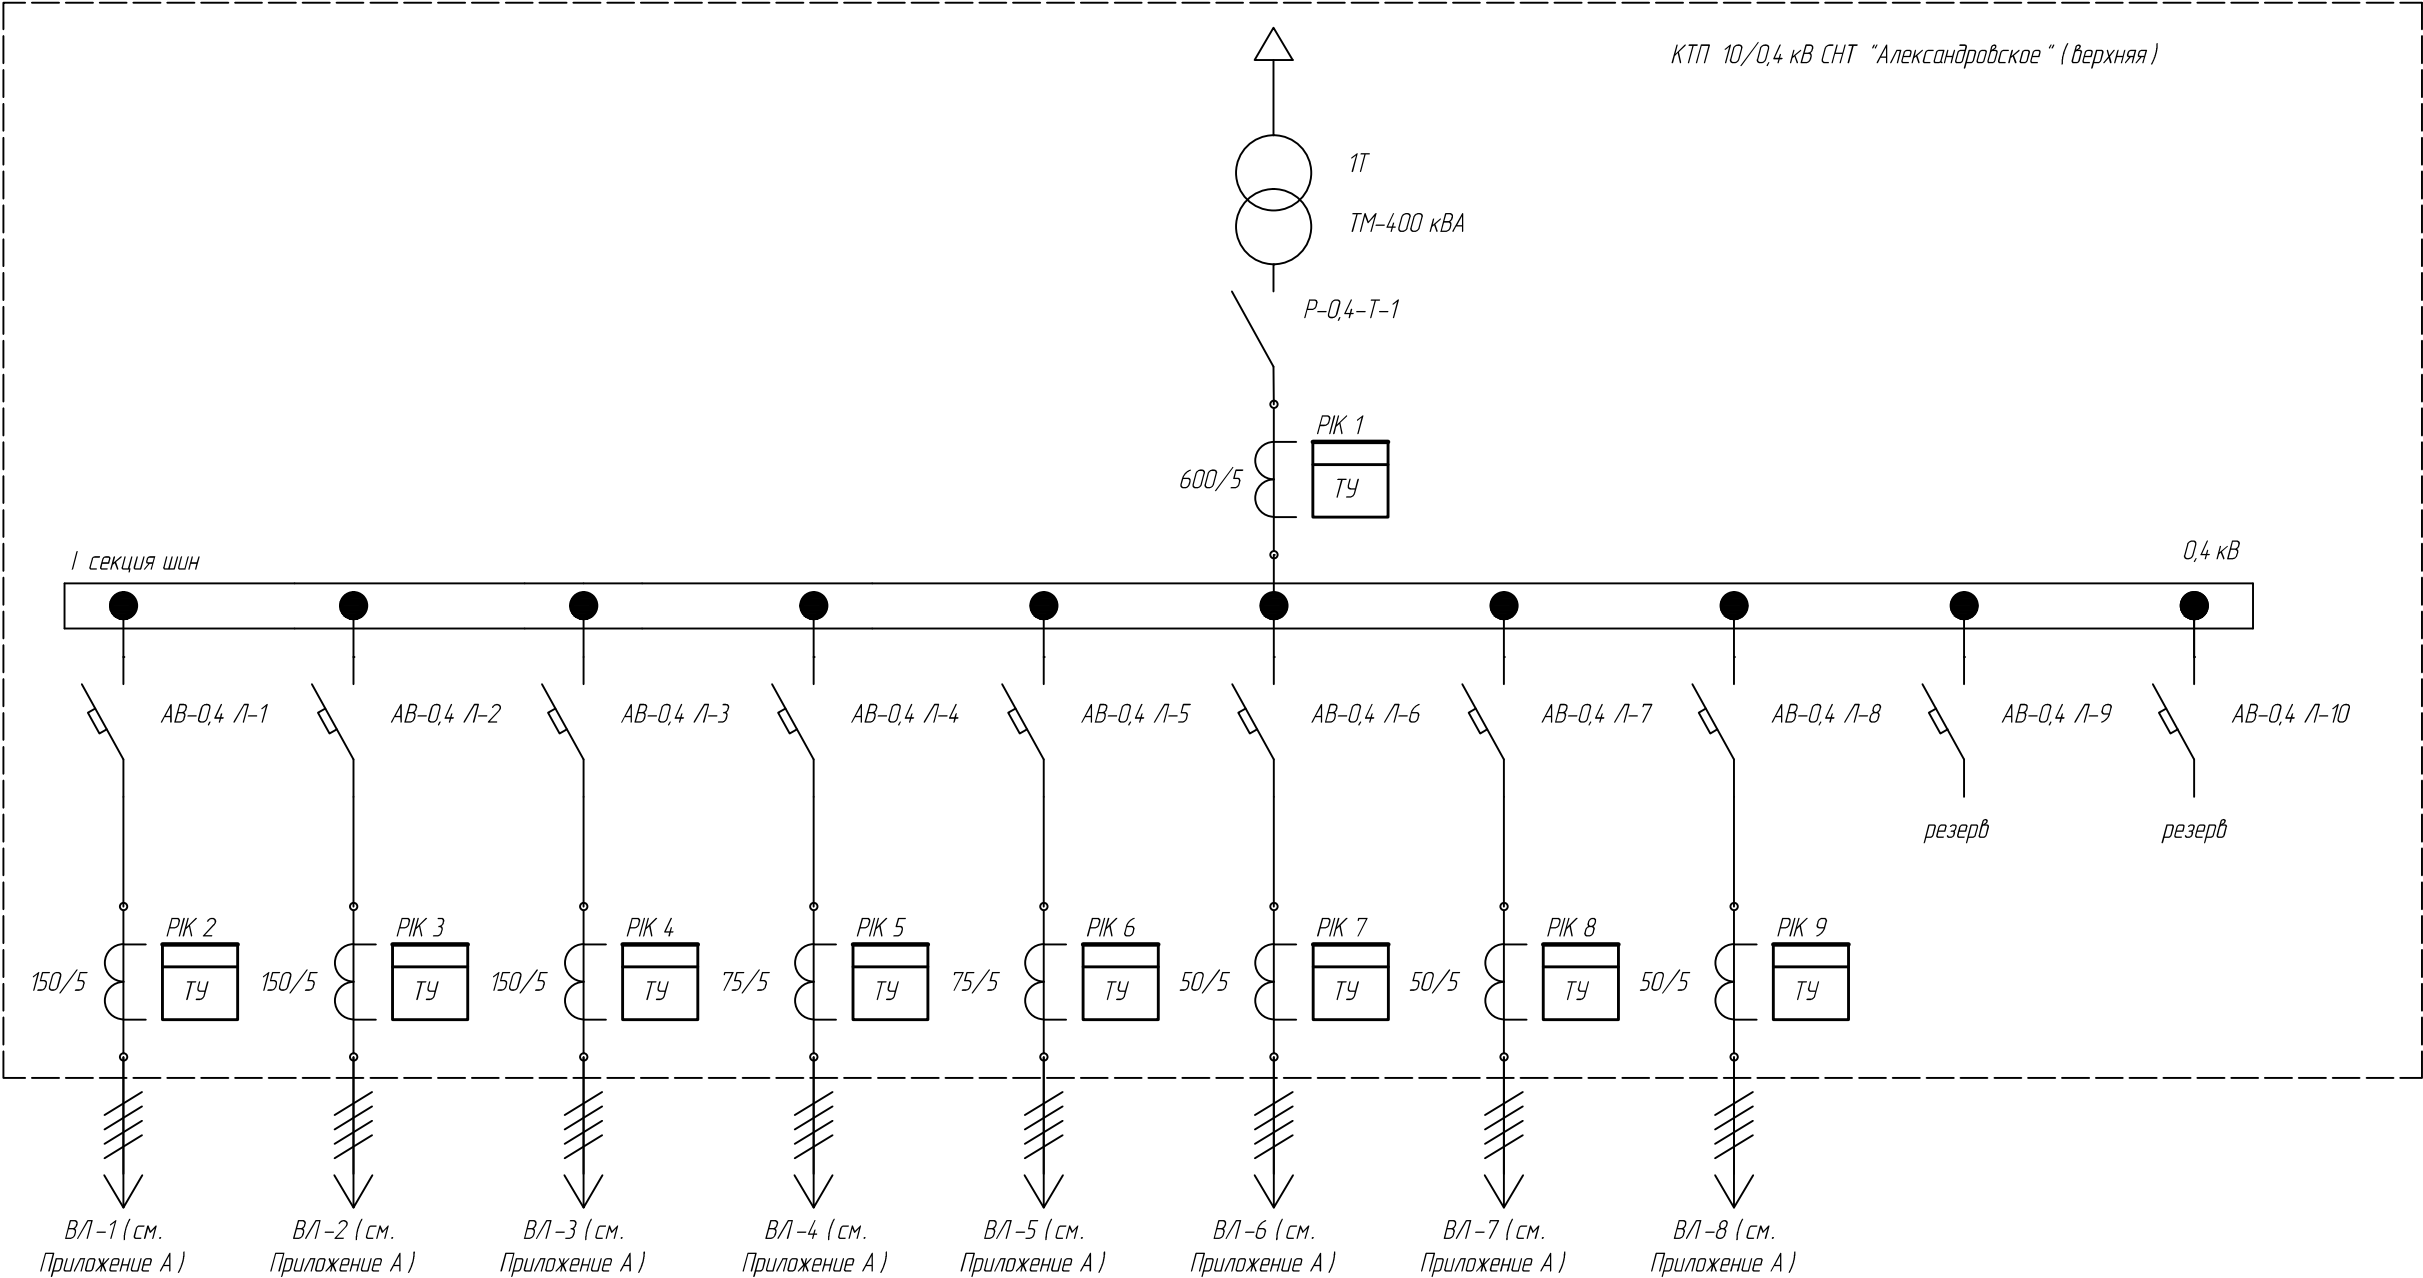 КТП 10/0,4 кВ СНТ "Александровское" (верхняя)
1Т
ТМ-400 кВА
Р-0,4-Т-1
PIK 1
600/5
ТУ
I секция шин
0,4 кВ
АВ-0,4 Л-1
АВ-0,4 Л-2
АВ-0,4 Л-3
АВ-0,4 Л-4
АВ-0,4 Л-5
АВ-0,4 Л-6
АВ-0,4 Л-7
АВ-0,4 Л-8
АВ-0,4 Л-9
АВ-0,4 Л-10
резерв
резерв
PIK 2
PIK 3
PIK 4
PIK 5
PIK 6
PIK 7
PIK 8
PIK 9
150/5
ТУ
150/5
ТУ
150/5
ТУ
75/5
ТУ
75/5
ТУ
50/5
ТУ
50/5
ТУ
50/5
ТУ
ВЛ-1 (см.
Приложение А)
ВЛ-2 (см.
Приложение А)
ВЛ-3 (см.
Приложение А)
ВЛ-4 (см.
Приложение А)
ВЛ-5 (см.
Приложение А)
ВЛ-6 (см.
Приложение А)
ВЛ-7 (см.
Приложение А)
ВЛ-8 (см.
Приложение А)